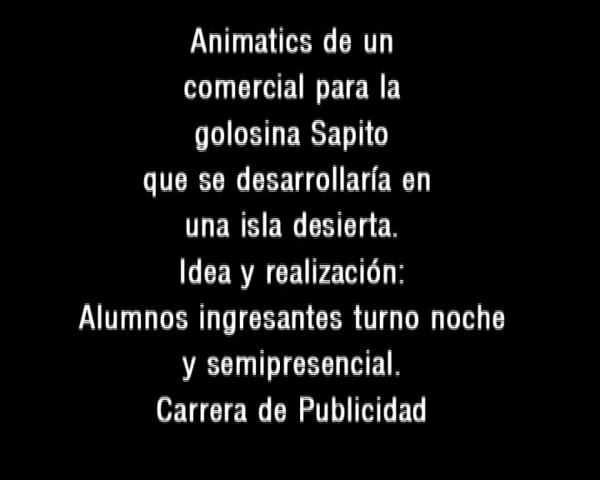 Animatics de un
comercial para la
golosina Sapito
que se desarrollaría en
una isla desierta.
Idea y realización:
Alumnos ingresantes turno noche
y semipresencial.
Carrera de Publicidad